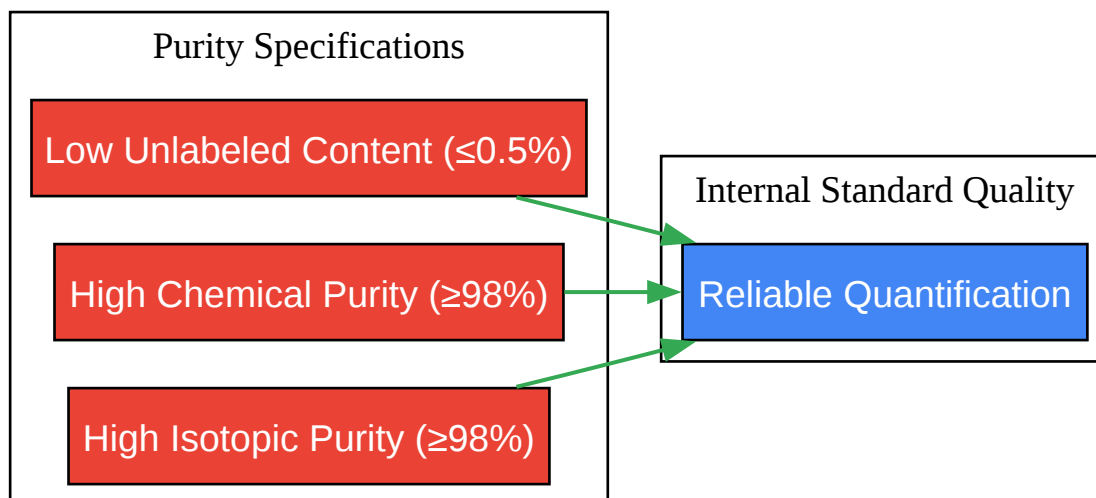 Purity Specifications
Low Unlabeled Content (≤0.5%)
High Chemical Purity (≥98%)
High Isotopic Purity (≥98%)
Internal Standard Quality
Reliable Quantification